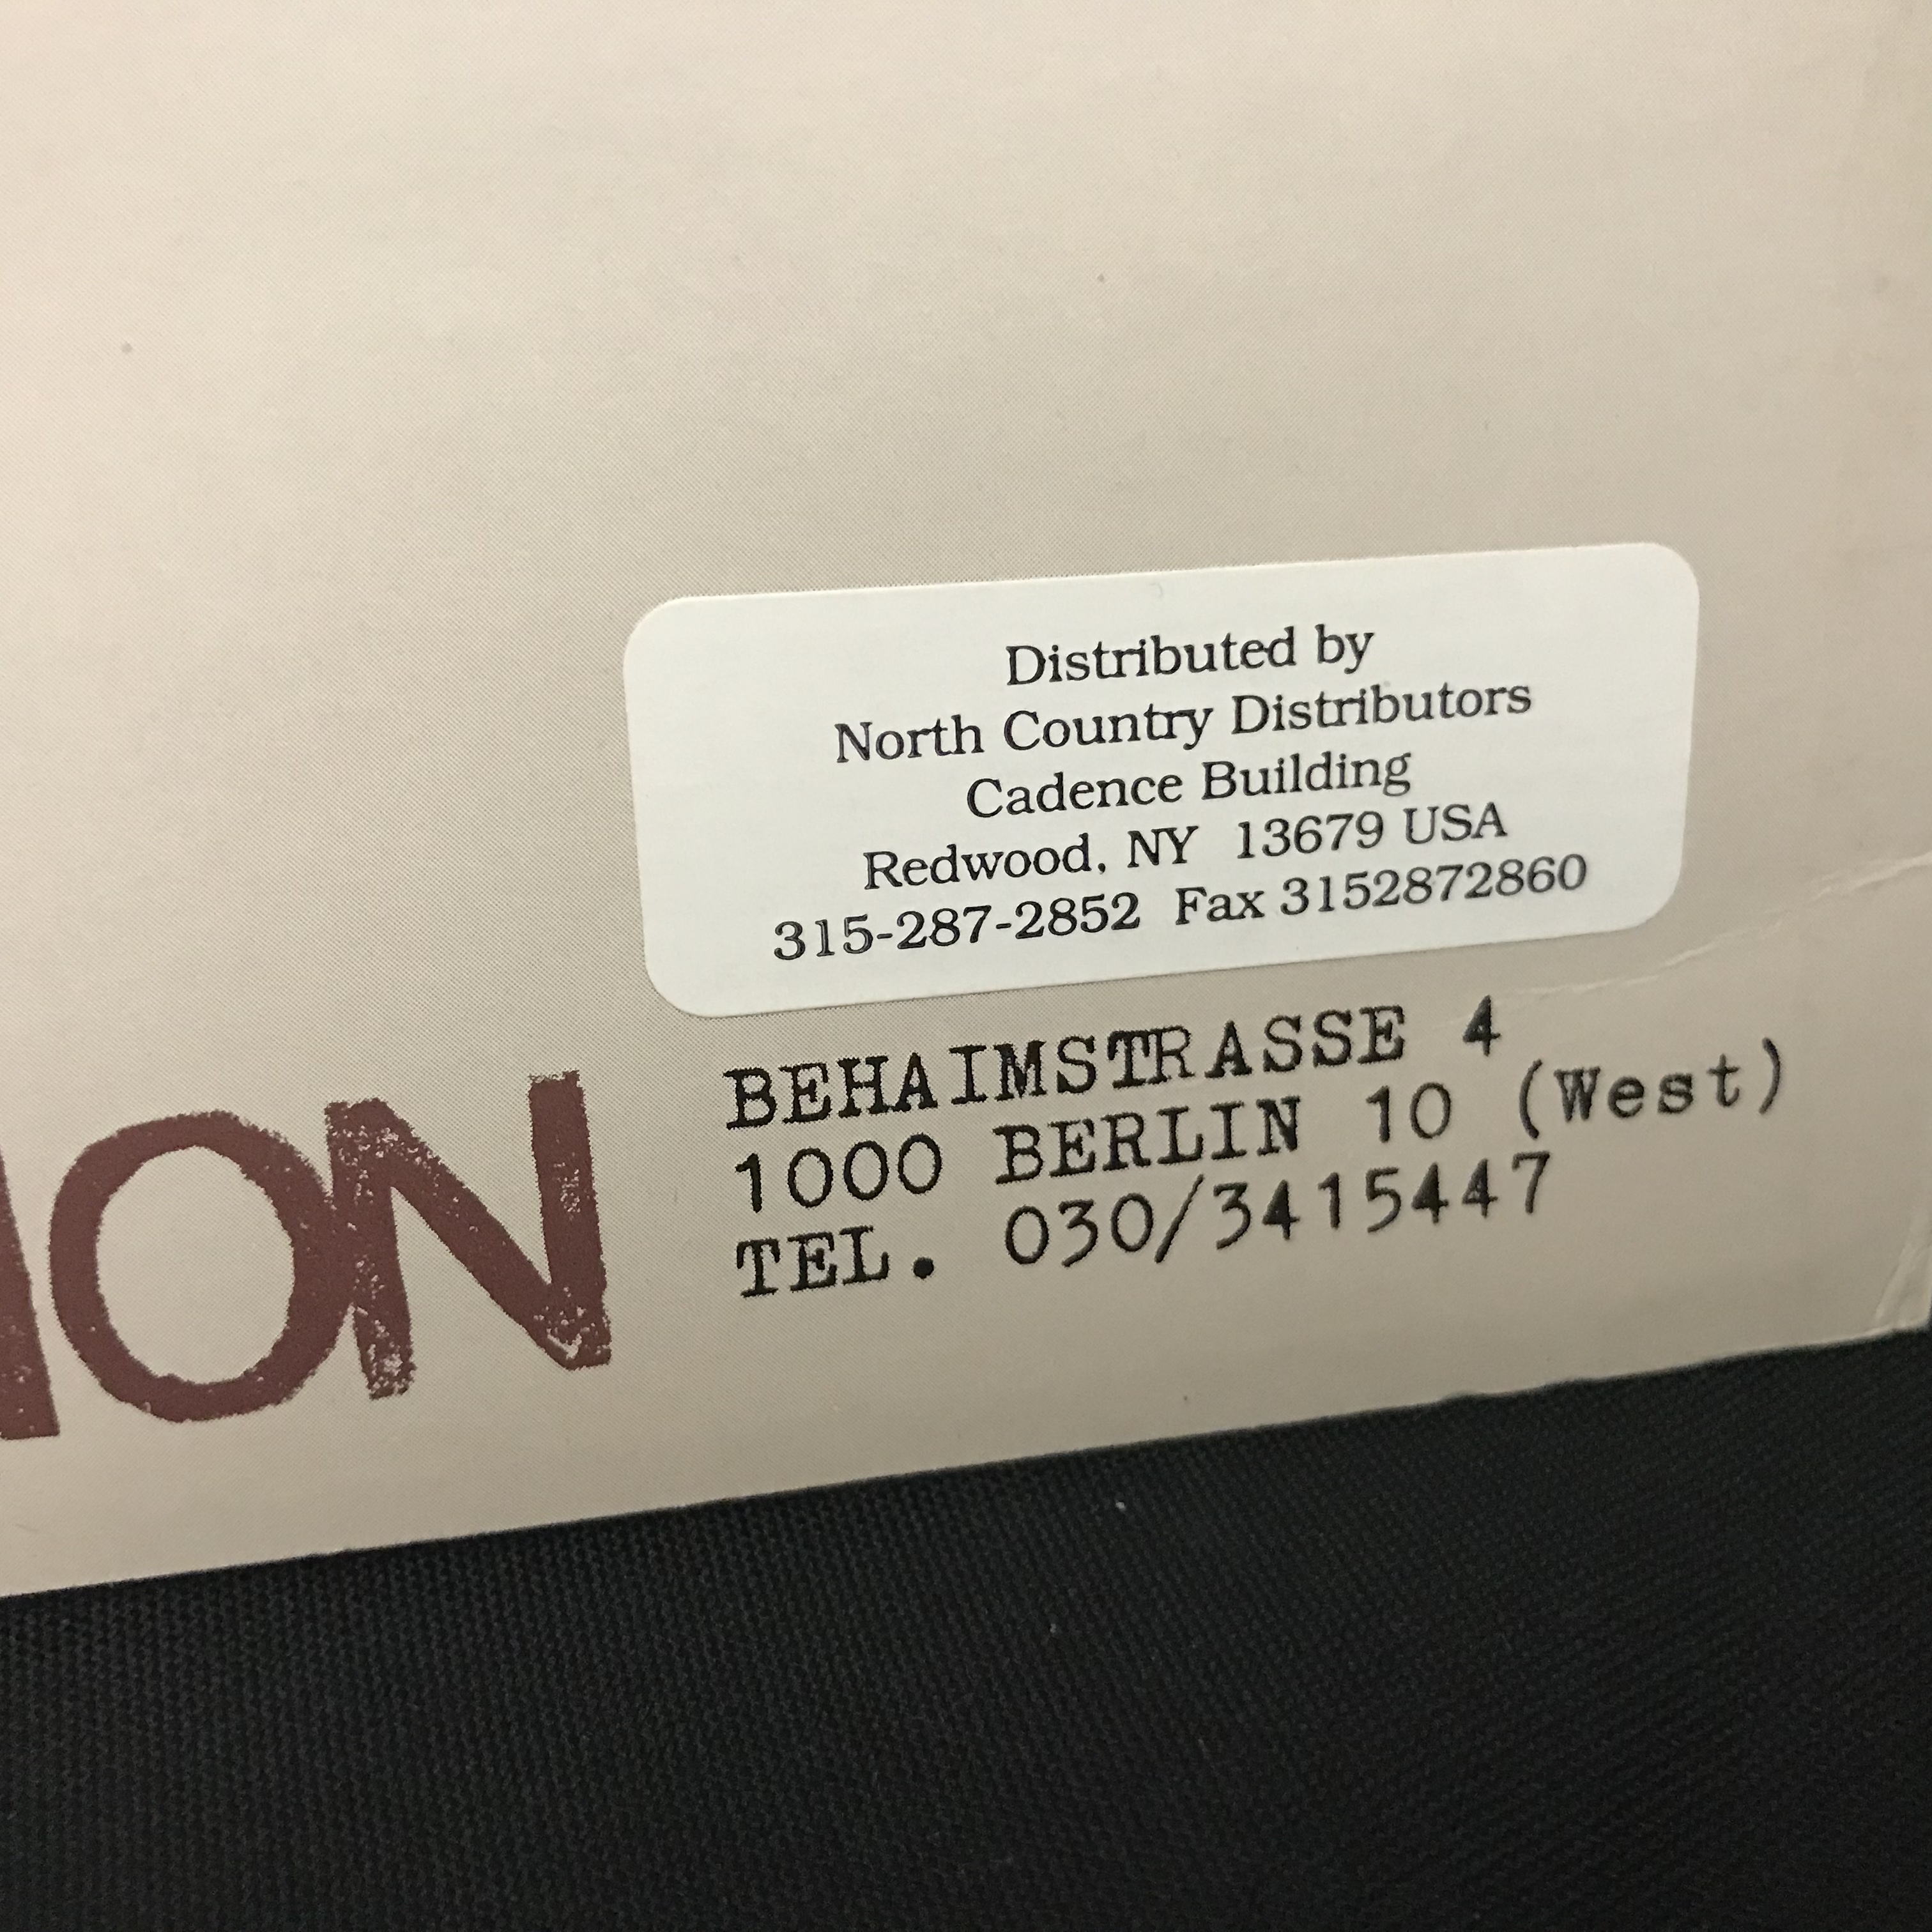 Distributed by
North Country Distributors
Cadence Building
Redwood, NY 13679 USA
315-287-2852 Fax 3152872860
BEHAIMSTRASSE 4
1000 BERLIN 10 (West)
TEL. 030/3415447
ION